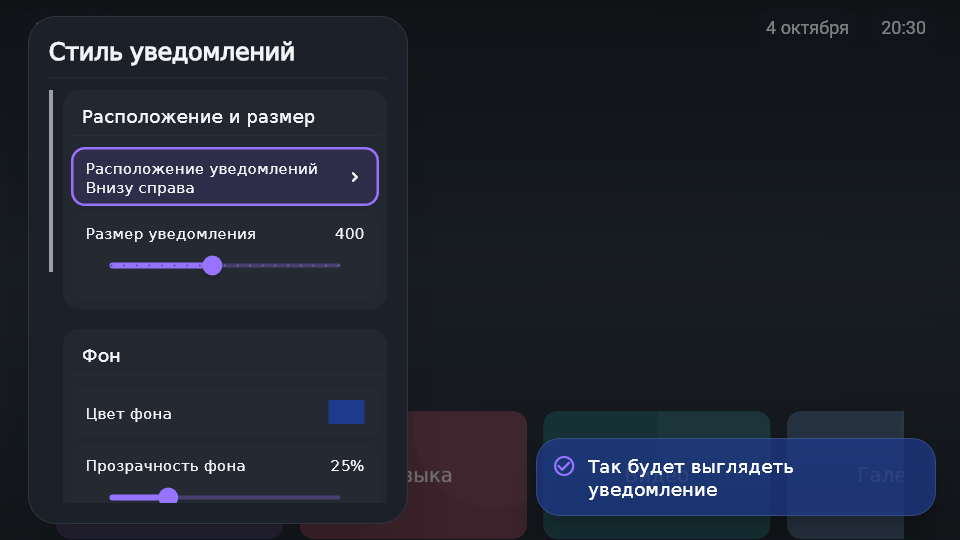 4 октября
20:30
Стиль уведомлений
Расположение и размер
Расположение уведомлений
Внизу справа
Размер уведомления
400
Фон
Цвет фона
Прозрачность фона
25%
Так будет выглядеть
уведомление